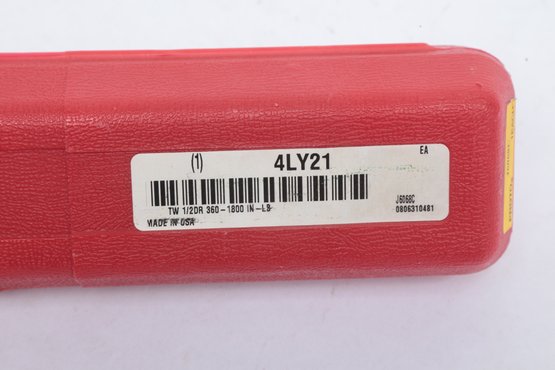 (1) 4LY21 EA
TW 1/2DR 360-1800 IN-LB J6068C
MADE IN USA 0806310481